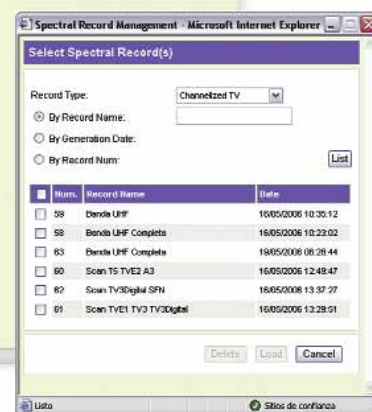 Spectral Record Management - Microsoft Internet Explorer
Select Spectral Record(s)
Record Type: Channelized TV
By Record Name:
By Generation Date:
By Record Num: List
Num. Record Name Date
59 Banda UHF 16/05/2006 10:35:12
58 Banda UHF Completa 16/05/2006 10:23:02
63 Banda UHF Completa 19/05/2006 08:28:44
60 Scan T5 TVE2 A3 16/05/2006 12:48:47
62 Scan TV3Digital SFN 16/05/2006 13:37:27
61 Scan TVE1 TV3 TV3Digital 16/05/2006 13:29:51
Delete Load Cancel
Listo Sitios de confianza